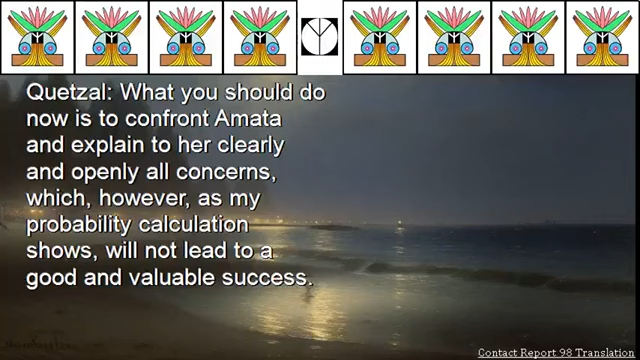 Quetzal: What you should do
now is to confront Amata
and explain to her clearly
and openly all concerns,
which, however, as my
probability calculation
shows, will not lead to a
good and valuable success.
Contact Report 98 Translation